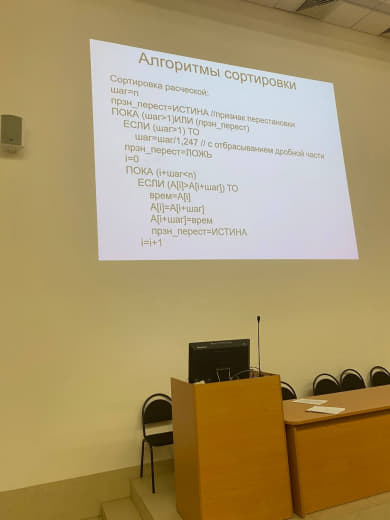 Алгоритмы сортировки
Сортировка расческой:
шаг=n
прзн_перест=ИСТИНА //признак перестановки
ПОКА (шаг>1)ИЛИ (прзн_перест)
ЕСЛИ (шаг>1) ТО
шаг=шаг/1,247 // с отбрасыванием дробной части
прзн_перест=ЛОЖЬ
i=0
ПОКА (i+шаг<n)
ЕСЛИ (A[i]>A[i+шаг]) ТО
врем=A[i]
A[i]=A[i+шаг]
A[i+шаг]=врем
прзн_перест=ИСТИНА
i=i+1